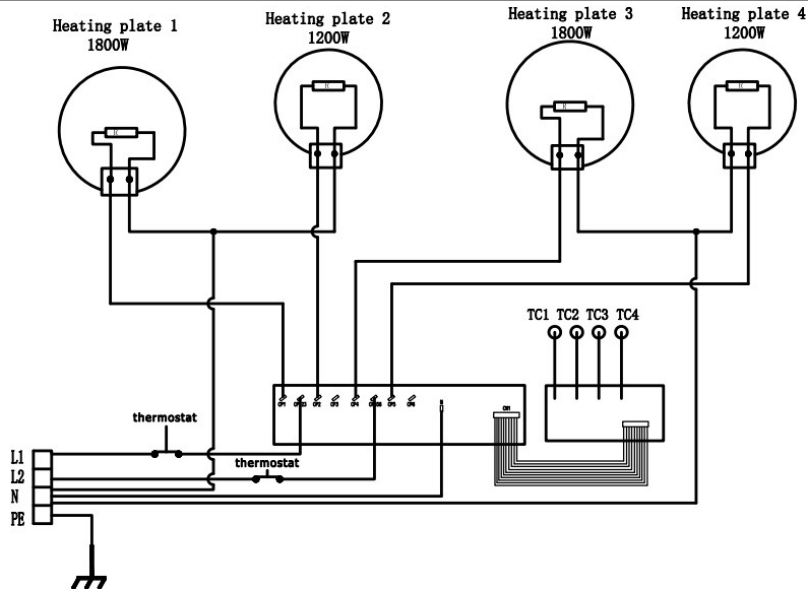 Heating plate 1
1800W
Heating plate 2
1200W
Heating plate 3
1800W
Heating plate 4
1200W
TC1 TC2 TC3 TC4
thermostat
thermostat
L1
L2
N
PE